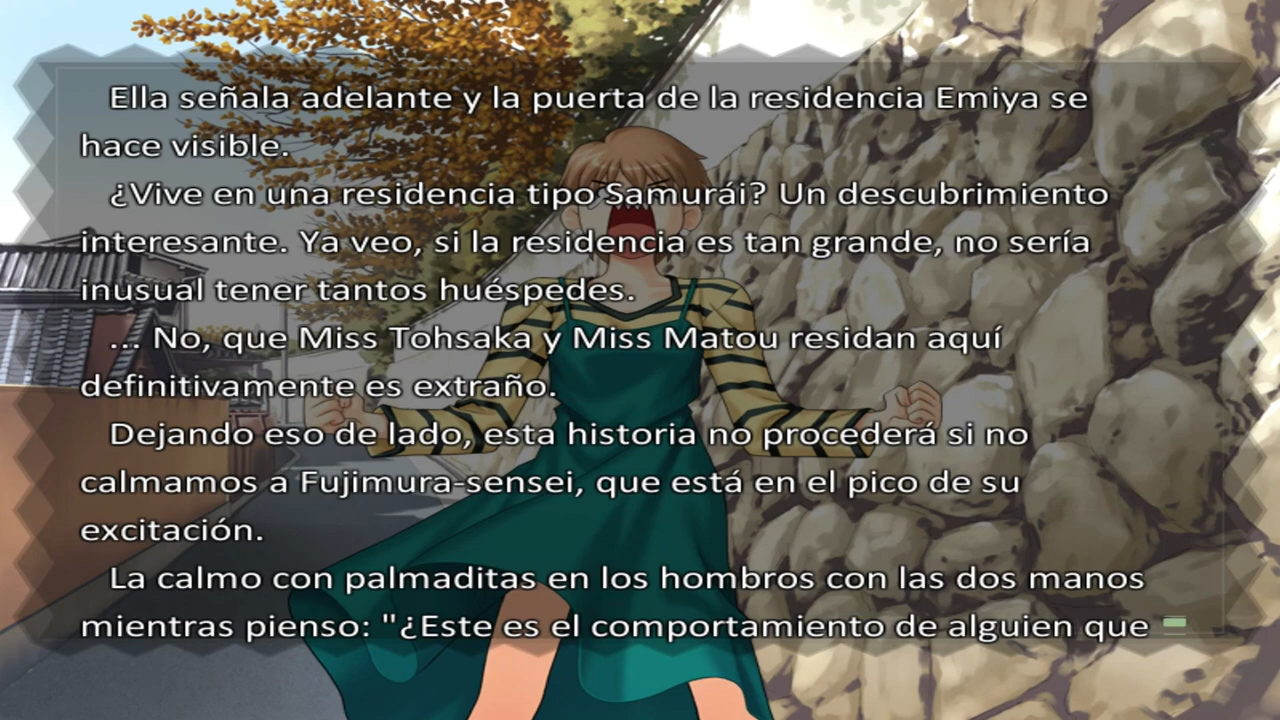 Ella señala adelante y la puerta de la residencia Emiya se
hace visible.
¿Vive en una residencia tipo Samurái? Un descubrimiento
interesante. Ya veo, si la residencia es tan grande, no sería
inusual tener tantos huéspedes.
... No, que Miss Tohsaka y Miss Matou residan aquí
definitivamente es extraño.
Dejando eso de lado, esta historia no procederá si no
calmamos a Fujimura-sensei, que está en el pico de su
excitación.
La calmo con palmaditas en los hombros con las dos manos
mientras pienso: "¿Este es el comportamiento de alguien que